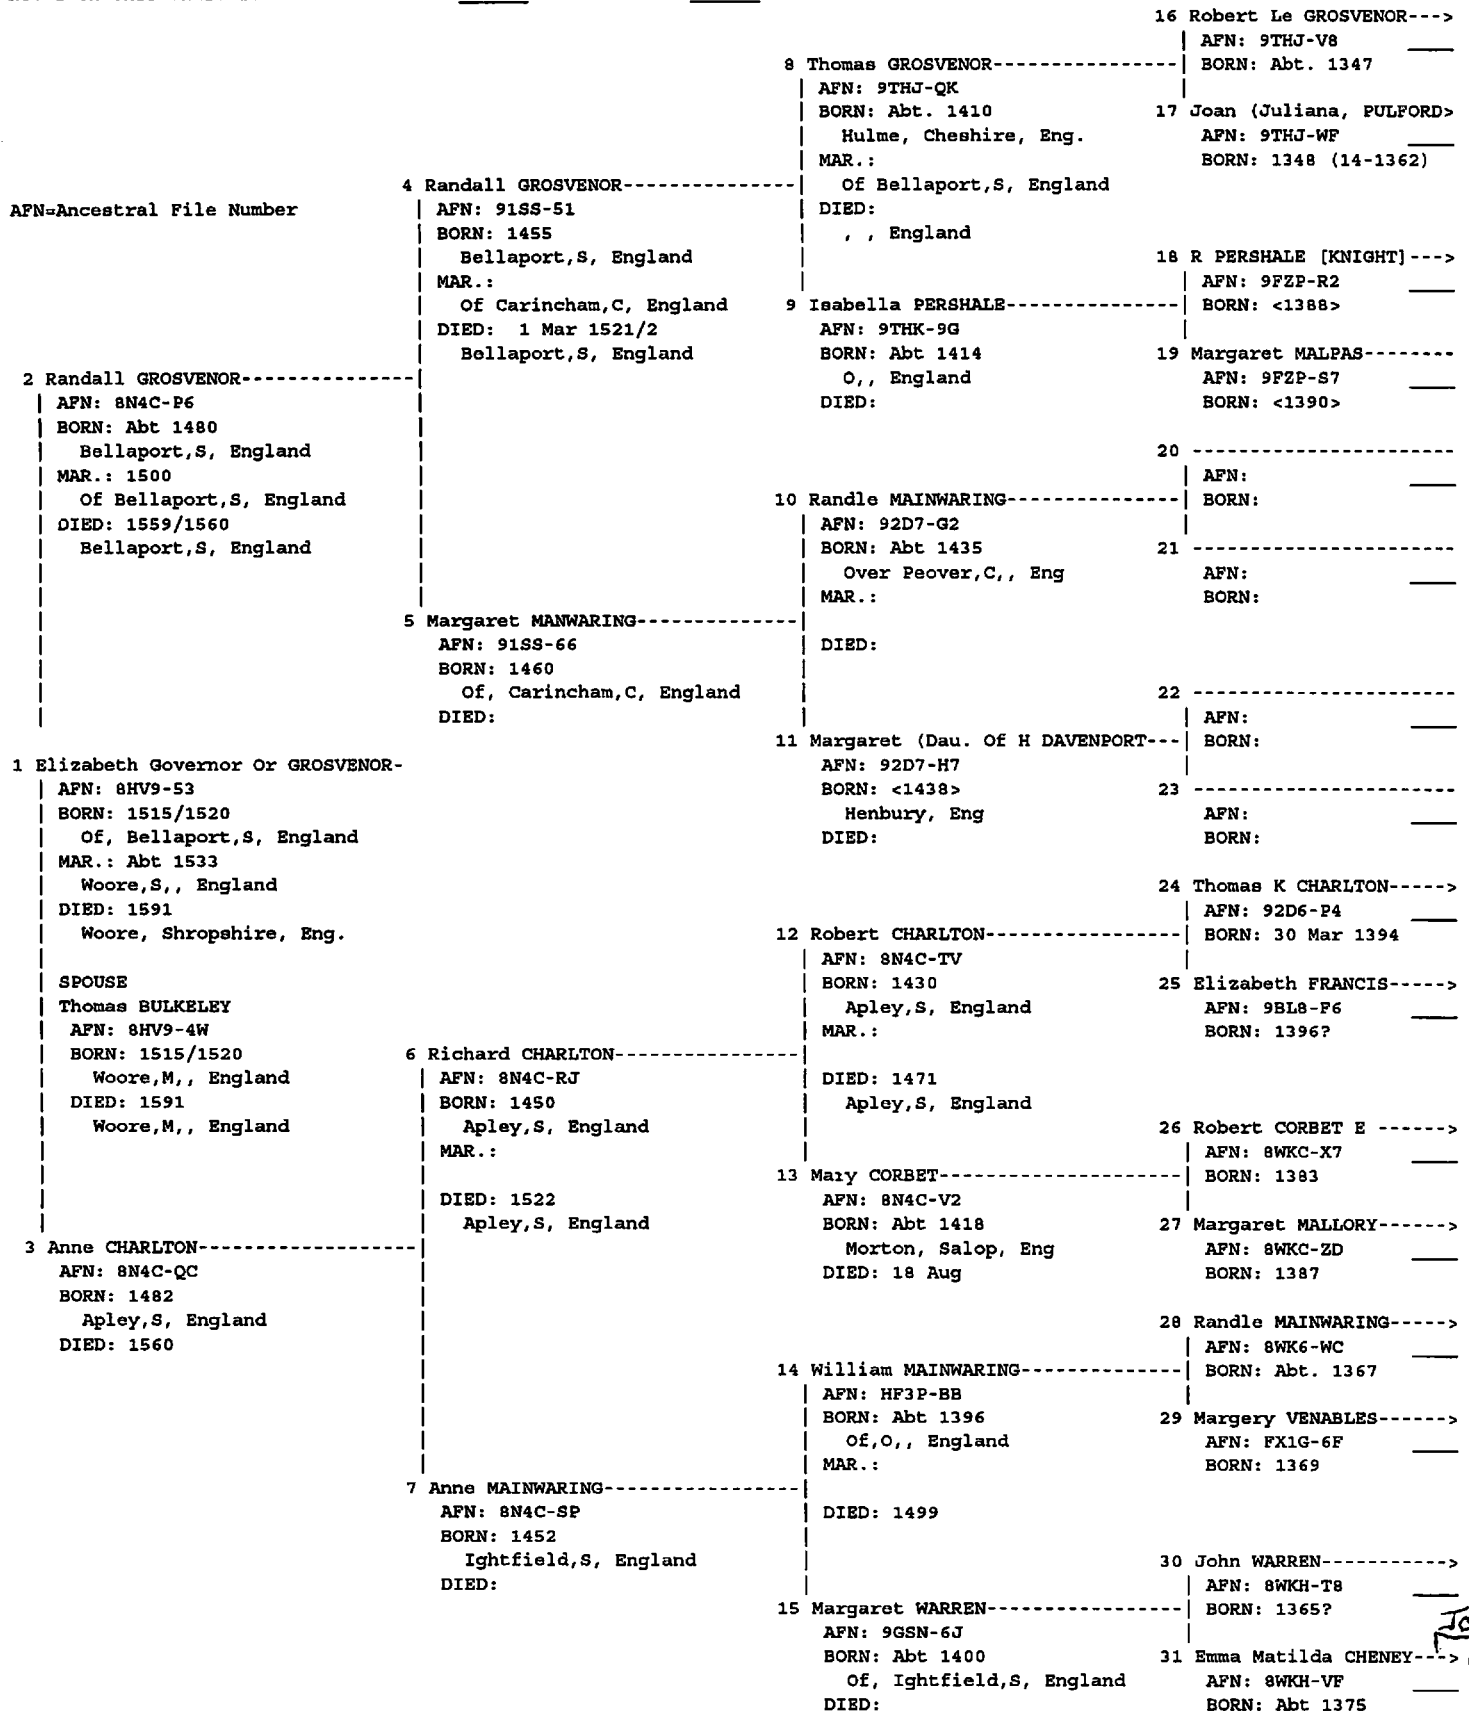 AFN=Ancestral File Number
1 Elizabeth Governor Or GROSVENOR-
AFN: 8HV9-53
BORN: 1515/1520
Of, Bellaport,S, England
MAR.: Abt 1533
Woore,S,, England
DIED: 1591
Woore, Shropshire, Eng.
SPOUSE
Thomas BULKELEY
AFN: 8HV9-4W
BORN: 1515/1520
Woore,M,, England
DIED: 1591
Woore,M,, England
2 Randall GROSVENOR---------------
AFN: 8N4C-P6
BORN: Abt 1480
Bellaport,S, England
MAR.: 1500
Of Bellaport,S, England
DIED: 1559/1560
Bellaport,S, England
3 Anne CHARLTON-------------------
AFN: 8N4C-QC
BORN: 1482
Apley,S, England
DIED: 1560
4 Randall GROSVENOR---------------
AFN: 91SS-51
BORN: 1455
Bellaport,S, England
MAR.:
Of Carincham,C, England
DIED: 1 Mar 1521/2
Bellaport,S, England
5 Margaret MANWARING--------------
AFN: 91SS-66
BORN: 1460
Of, Carincham,C, England
DIED:
6 Richard CHARLTON----------------
AFN: 8N4C-RJ
BORN: 1450
Apley,S, England
MAR.:
DIED: 1522
Apley,S, England
7 Anne MAINWARING-----------------
AFN: 8N4C-SP
BORN: 1452
Ightfield,S, England
DIED:
8 Thomas GROSVENOR----------------
AFN: 9THJ-QK
BORN: Abt. 1410
Hulme, Cheshire, Eng.
MAR.:
Of Bellaport,S, England
DIED:
, , England
9 Isabella PERSHALE---------------
AFN: 9THK-9G
BORN: Abt 1414
O,, England
DIED:
10 Randle MAINWARING---------------
AFN: 92D7-G2
BORN: Abt 1435
Over Peover,C,, Eng
MAR.:
DIED:
11 Margaret (Dau. Of H DAVENPORT---
AFN: 92D7-H7
BORN: <1438>
Henbury, Eng
DIED:
12 Robert CHARLTON-----------------
AFN: 8N4C-TV
BORN: 1430
Apley,S, England
MAR.:
DIED: 1471
Apley,S, England
13 Mary CORBET---------------------
AFN: 8N4C-V2
BORN: Abt 1418
Morton, Salop, Eng
DIED: 18 Aug
14 William MAINWARING--------------
AFN: HF3P-BB
BORN: Abt 1396
Of,O,, England
MAR.:
DIED: 1499
15 Margaret WARREN-----------------
AFN: 9GSN-6J
BORN: Abt 1400
Of, Ightfield,S, England
DIED:
16 Robert Le GROSVENOR--->
AFN: 9THJ-V8
BORN: Abt. 1347
17 Joan (Juliana, PULFORD>
AFN: 9THJ-WF
BORN: 1348 (14-1362)
18 R PERSHALE [KNIGHT]--->
AFN: 9FZP-R2
BORN: <1388>
19 Margaret MALPAS--------
AFN: 9FZP-S7
BORN: <1390>
20 -----------------------
AFN:
BORN:
21 -----------------------
AFN:
BORN:
22 -----------------------
AFN:
BORN:
23 -----------------------
AFN:
BORN:
24 Thomas K CHARLTON----->
AFN: 92D6-P4
BORN: 30 Mar 1394
25 Elizabeth FRANCIS----->
AFN: 9BL8-F6
BORN: 1396?
26 Robert CORBET E ------>
AFN: 8WKC-X7
BORN: 1383
27 Margaret MALLORY------>
AFN: 8WKC-ZD
BORN: 1387
28 Randle MAINWARING----->
AFN: 8WK6-WC
BORN: Abt. 1367
29 Margery VENABLES------>
AFN: FX1G-6F
BORN: 1369
30 John WARREN----------->
AFN: 8WKH-T8
BORN: 1365?
31 Emma Matilda CHENEY--->
AFN: 8WKH-VF
BORN: Abt 1375